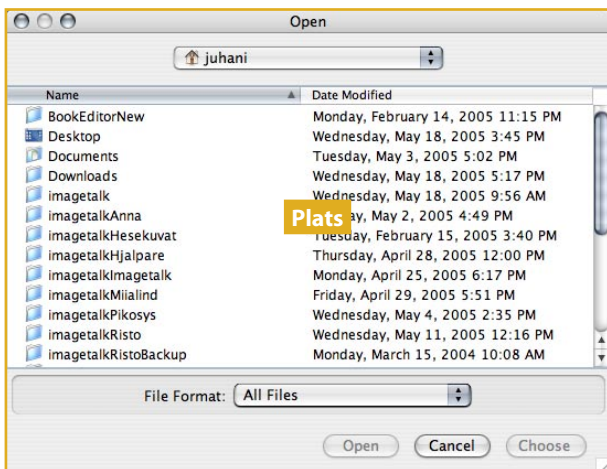 Open
juhani
Name Date Modified
BookEditorNew Monday, February 14, 2005 11:15 PM
Desktop Wednesday, May 18, 2005 3:45 PM
Documents Tuesday, May 3, 2005 5:02 PM
Downloads Wednesday, May 18, 2005 5:17 PM
imagetalk Wednesday, May 18, 2005 9:56 AM
imagetalkAnna May 2, 2005 4:49 PM
Plats
imagetalkHesekuvat Tuesday, February 15, 2005 3:40 PM
imagetalkHjalpare Thursday, April 28, 2005 12:00 PM
imagetalkImagetalk Monday, April 25, 2005 6:17 PM
imagetalkMiialind Friday, April 29, 2005 5:51 PM
imagetalkPikosys Wednesday, May 4, 2005 2:35 PM
imagetalkRisto Wednesday, May 11, 2005 12:16 PM
imagetalkRistoBackup Monday, March 15, 2004 10:08 AM
File Format: All Files
Open Cancel Choose